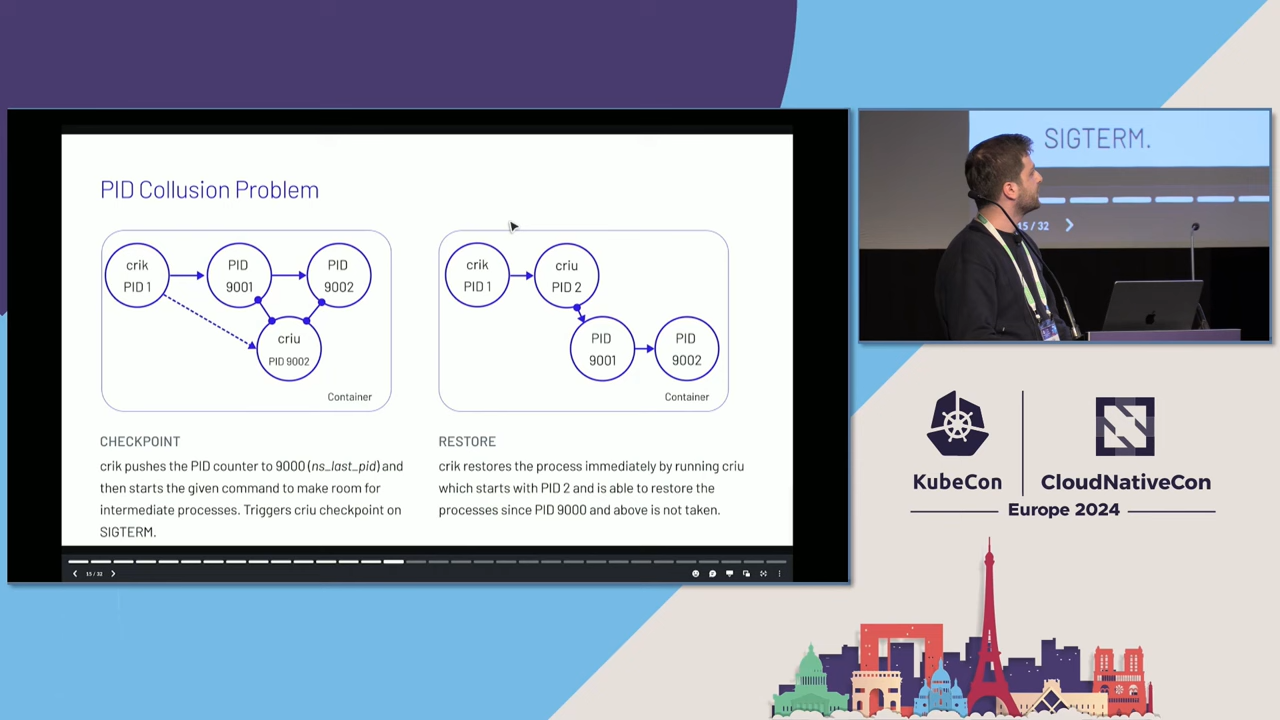 PID Collusion Problem
crik
PID 1
PID
9001
PID
9002
criu
PID 9002
Container
crik
PID 1
criu
PID 2
PID
9001
PID
9002
Container
CHECKPOINT
crik pushes the PID counter to 9000 (ns_last_pid) and
then starts the given command to make room for
intermediate processes. Triggers criu checkpoint on
SIGTERM.
RESTORE
crik restores the process immediately by running criu
which starts with PID 2 and is able to restore the
processes since PID 9000 and above is not taken.
15 / 32
SIGTERM.
15 / 32
KubeCon
CloudNativeCon
Europe 2024